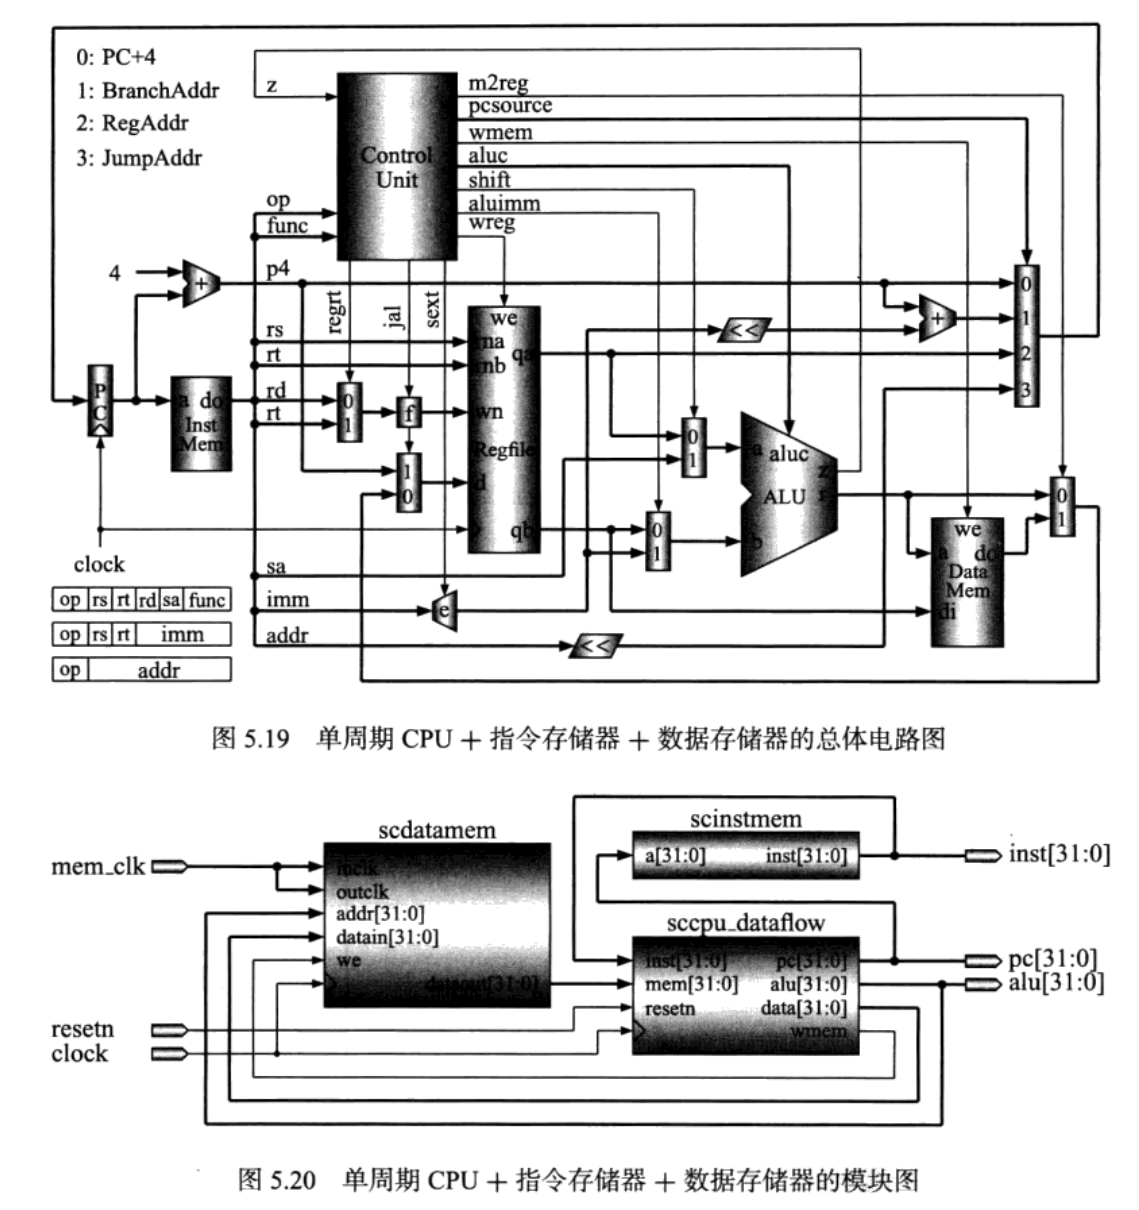 0: PC+4
1: BranchAddr
2: RegAddr
3: JumpAddr
z
Control
Unit
m2reg
pcsource
wmem
aluc
shift
aluimm
wreg
op
func
4
+
p4
regrt
jal
sext
rs
rt
rd
rt
PC
a do
Inst
Mem
0
1
f
1
0
we
rna
rnb
qa
wn
Regfile
d
qb
<<
+
0
1
2
3
0
1
0
1
a aluc
z
ALU
r
b
we
a do
Data
Mem
di
0
1
clock
sa
imm
e
addr
<<
op rs rt rd sa func
op rs rt imm
op addr
图 5.19 单周期 CPU + 指令存储器 + 数据存储器的总体电路图
scdatamem
scinstmem
mem_clk
inclk
outclk
addr[31:0]
datain[31:0]
we
dataout[31:0]
a[31:0] inst[31:0]
inst[31:0]
sccpu_dataflow
inst[31:0] pc[31:0]
mem[31:0] alu[31:0]
resetn data[31:0]
wmem
pc[31:0]
alu[31:0]
resetn
clock
图 5.20 单周期 CPU + 指令存储器 + 数据存储器的模块图